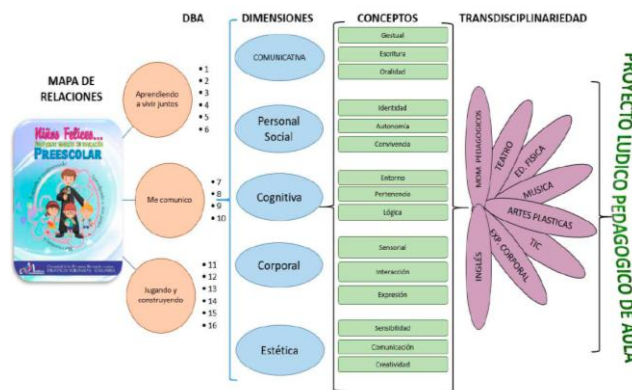 DBA
DIMENSIONES
CONCEPTOS
TRANSDISCIPLINARIEDAD
MAPA DE
RELACIONES
Niños Felices...
PREESCOLAR
Aprendiendo
a vivir juntos
• 1
• 2
• 3
• 4
• 5
• 6
Me comunico
• 7
• 8
• 9
• 10
Jugando y
construyendo
• 11
• 12
• 13
• 14
• 15
• 16
COMUNICATIVA
Personal
Social
Cognitiva
Corporal
Estética
Gestual
Escritura
Oralidad
Identidad
Autonomía
Convivencia
Entorno
Pertenencia
Lógica
Sensorial
Interacción
Expresión
Sensibilidad
Comunicación
Creatividad
MOM. PEDAGOGICOS
TEATRO
ED. FISICA
MUSICA
ARTES PLASTICAS
TIC
EXP. CORPORAL
INGLÉS
PROYECTO LUDICO PEDAGOGICO DE AULA